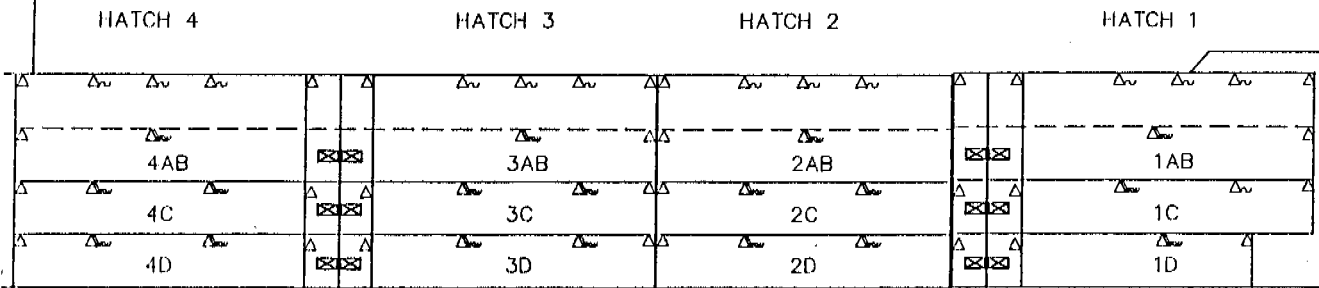 HATCH 4 HATCH 3 HATCH 2 HATCH 1
4AB 3AB 2AB 1AB
4C 3C 2C 1C
4D 3D 2D 1D